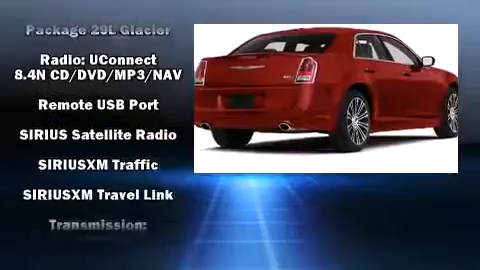 Package 29L Glacier
Radio: UConnect
8.4N CD/DVD/MP3/NAV
Remote USB Port
SIRIUS Satellite Radio
SIRIUSXM Traffic
SIRIUSXM Travel Link
Transmission: